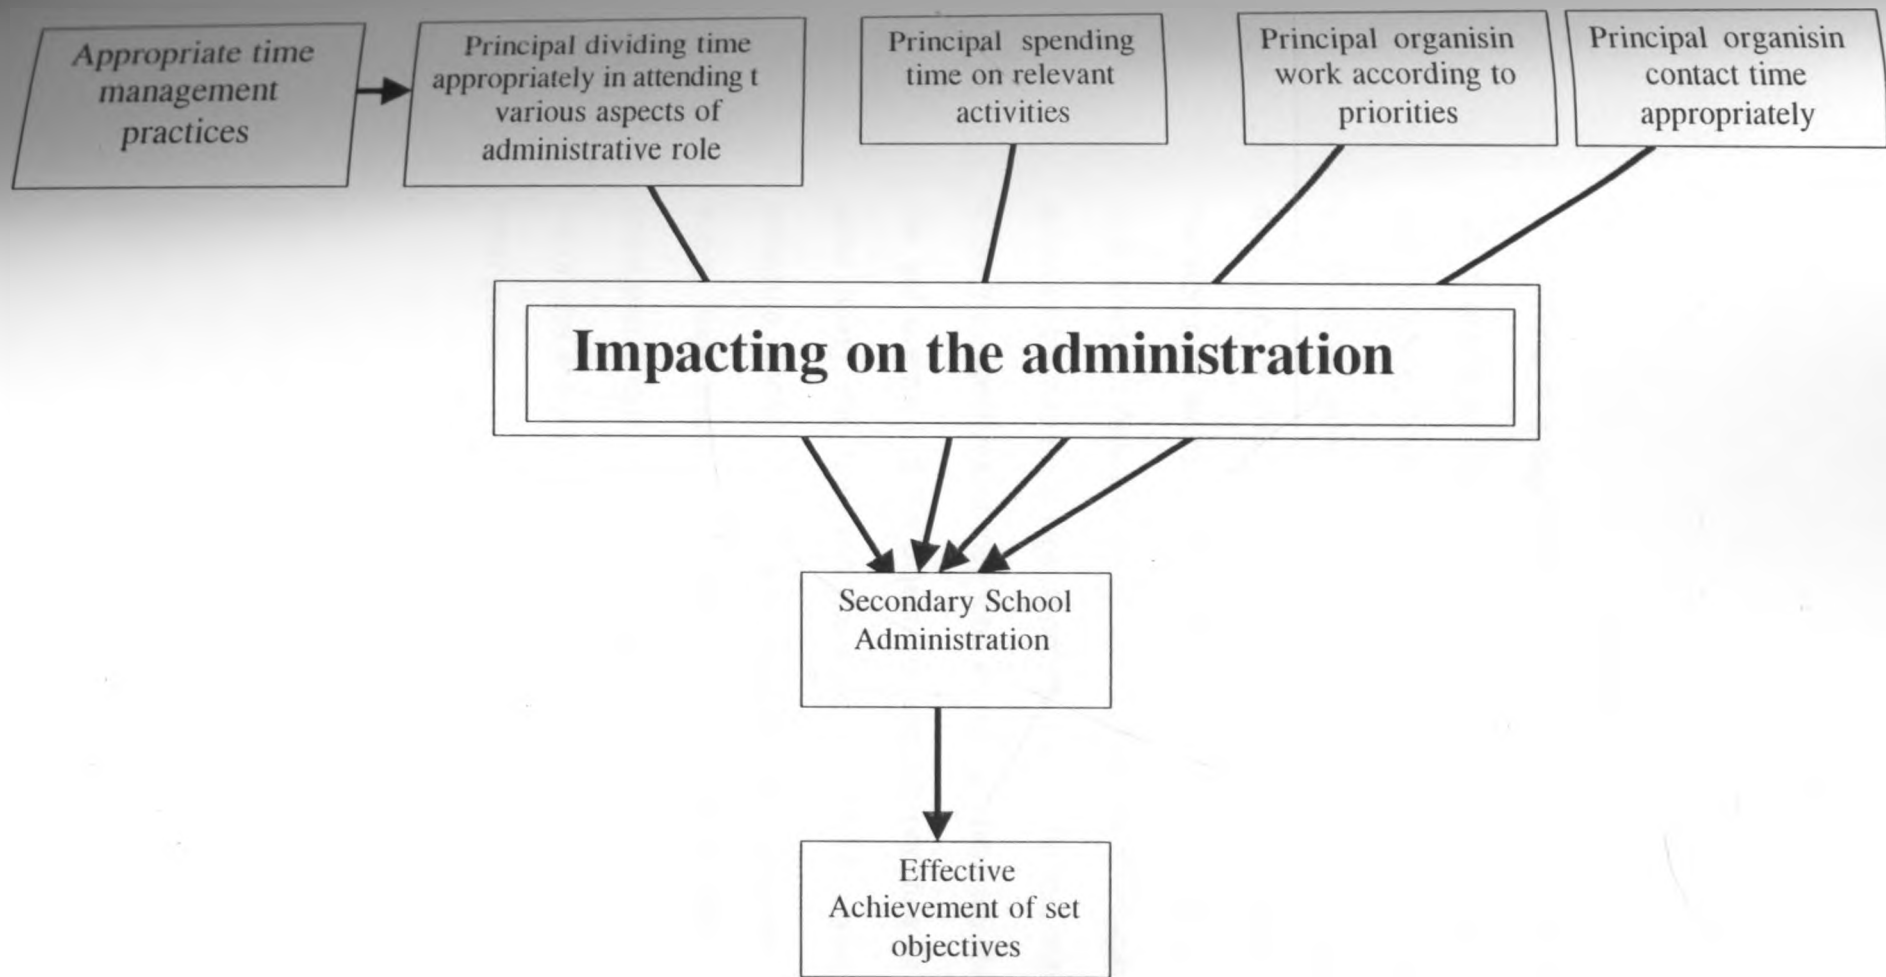 Appropriate time
management
practices
Principal dividing time
appropriately in attending t
various aspects of
administrative role
Principal spending
time on relevant
activities
Principal organisin
work according to
priorities
Principal organisin
contact time
appropriately
Impacting on the administration
Secondary School
Administration
Effective
Achievement of set
objectives